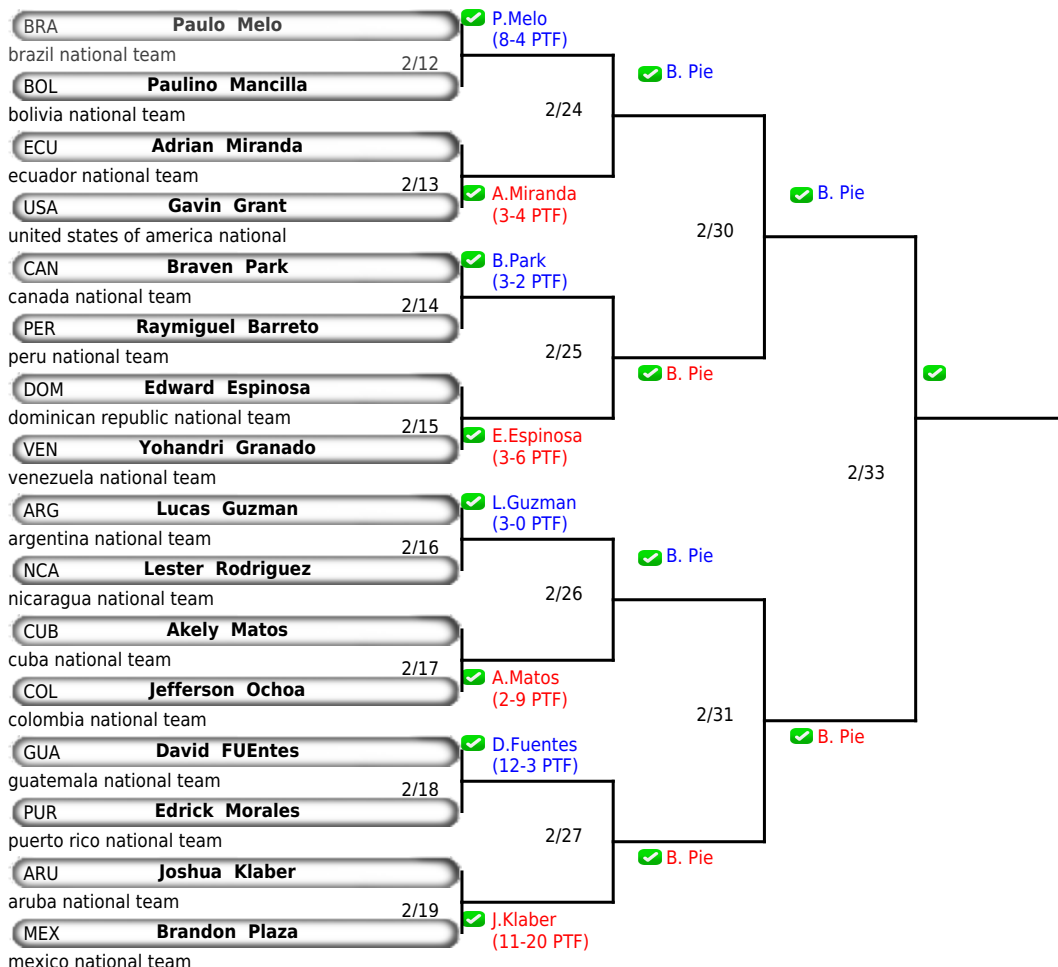 BRA Paulo Melo
brazil national team
2/12
BOL Paulino Mancilla
bolivia national team
ECU Adrian Miranda
ecuador national team
2/13
USA Gavin Grant
united states of america national
CAN Braven Park
canada national team
2/14
PER Raymiguel Barreto
peru national team
DOM Edward Espinosa
dominican republic national team
2/15
VEN Yohandri Granado
venezuela national team
ARG Lucas Guzman
argentina national team
2/16
NCA Lester Rodriguez
nicaragua national team
CUB Akely Matos
cuba national team
2/17
COL Jefferson Ochoa
colombia national team
GUA David FUEntes
guatemala national team
2/18
PUR Edrick Morales
puerto rico national team
ARU Joshua Klaber
aruba national team
2/19
MEX Brandon Plaza
mexico national team
P.Melo
(8-4 PTF)
2/24
A.Miranda
(3-4 PTF)
B.Park
(3-2 PTF)
2/25
E.Espinosa
(3-6 PTF)
L.Guzman
(3-0 PTF)
2/26
A.Matos
(2-9 PTF)
D.Fuentes
(12-3 PTF)
2/27
J.Klaber
(11-20 PTF)
B. Pie
2/30
B. Pie
B. Pie
2/31
B. Pie
B. Pie
2/33
B. Pie